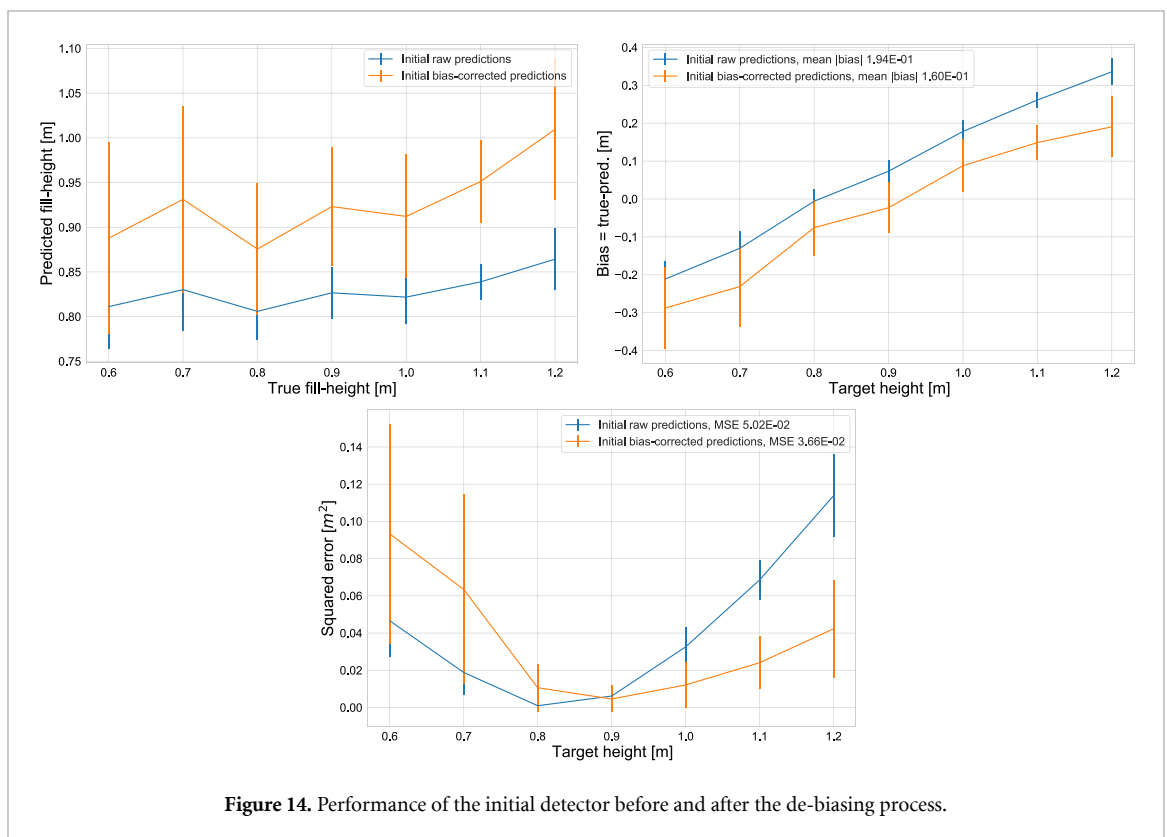 Initial raw predictions
Initial bias-corrected predictions
Predicted fill-height [m]
1.10
1.05
1.00
0.95
0.90
0.85
0.80
0.75
0.6 0.7 0.8 0.9 1.0 1.1 1.2
True fill-height [m]
Initial raw predictions, mean |bias| 1.94E-01
Initial bias-corrected predictions, mean |bias| 1.60E-01
Bias = true-pred. [m]
0.4
0.3
0.2
0.1
0.0
−0.1
−0.2
−0.3
−0.4
0.6 0.7 0.8 0.9 1.0 1.1 1.2
Target height [m]
Initial raw predictions, MSE 5.02E-02
Initial bias-corrected predictions, MSE 3.66E-02
Squared error [m²]
0.14
0.12
0.10
0.08
0.06
0.04
0.02
0.00
0.6 0.7 0.8 0.9 1.0 1.1 1.2
Target height [m]
Figure 14. Performance of the initial detector before and after the de-biasing process.